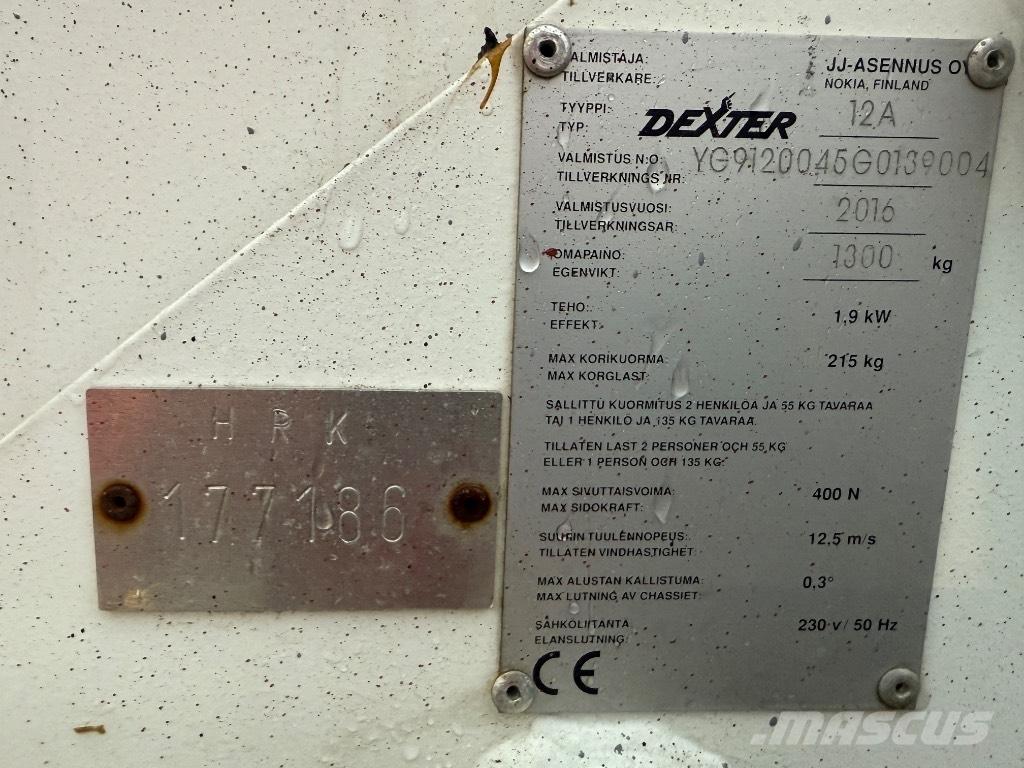 VALMISTAJA: JJ-ASENNUS OY
TILLVERKARE: NOKIA, FINLAND
TYYPPI: DEXTER 12A
TYP:
VALMISTUS N:O: YG9120045G0139004
TILLVERKNINGS NR:
VALMISTUSVUOSI: 2016
TILLVERKNINGSAR:
OMAPAINO: 1300 kg
EGENVIKT:
TEHO: 1,9 kW
EFFEKT:
MAX KORIKUORMA: 215 kg
MAX KORGLAST:
SALLITTU KUORMITUS 2 HENKILÖÄ JA 55 KG TAVARAA
TAI 1 HENKILÖ JA 135 KG TAVARAA.
TILLATEN LAST 2 PERSONER OCH 55 KG
ELLER 1 PERSON OCH 135 KG:
MAX SIVUTTAISVOIMA: 400 N
MAX SIDOKRAFT:
SUURIN TUULENNOPEUS: 12,5 m/s
TILLATEN VINDHASTIGHET:
MAX ALUSTAN KALLISTUMA: 0,3°
MAX LUTNING AV CHASSIET:
SÄHKÖLIITÄNTÄ 230 v / 50 Hz
ELANSLUTNING:
CE
H R K
177186
MASCUS